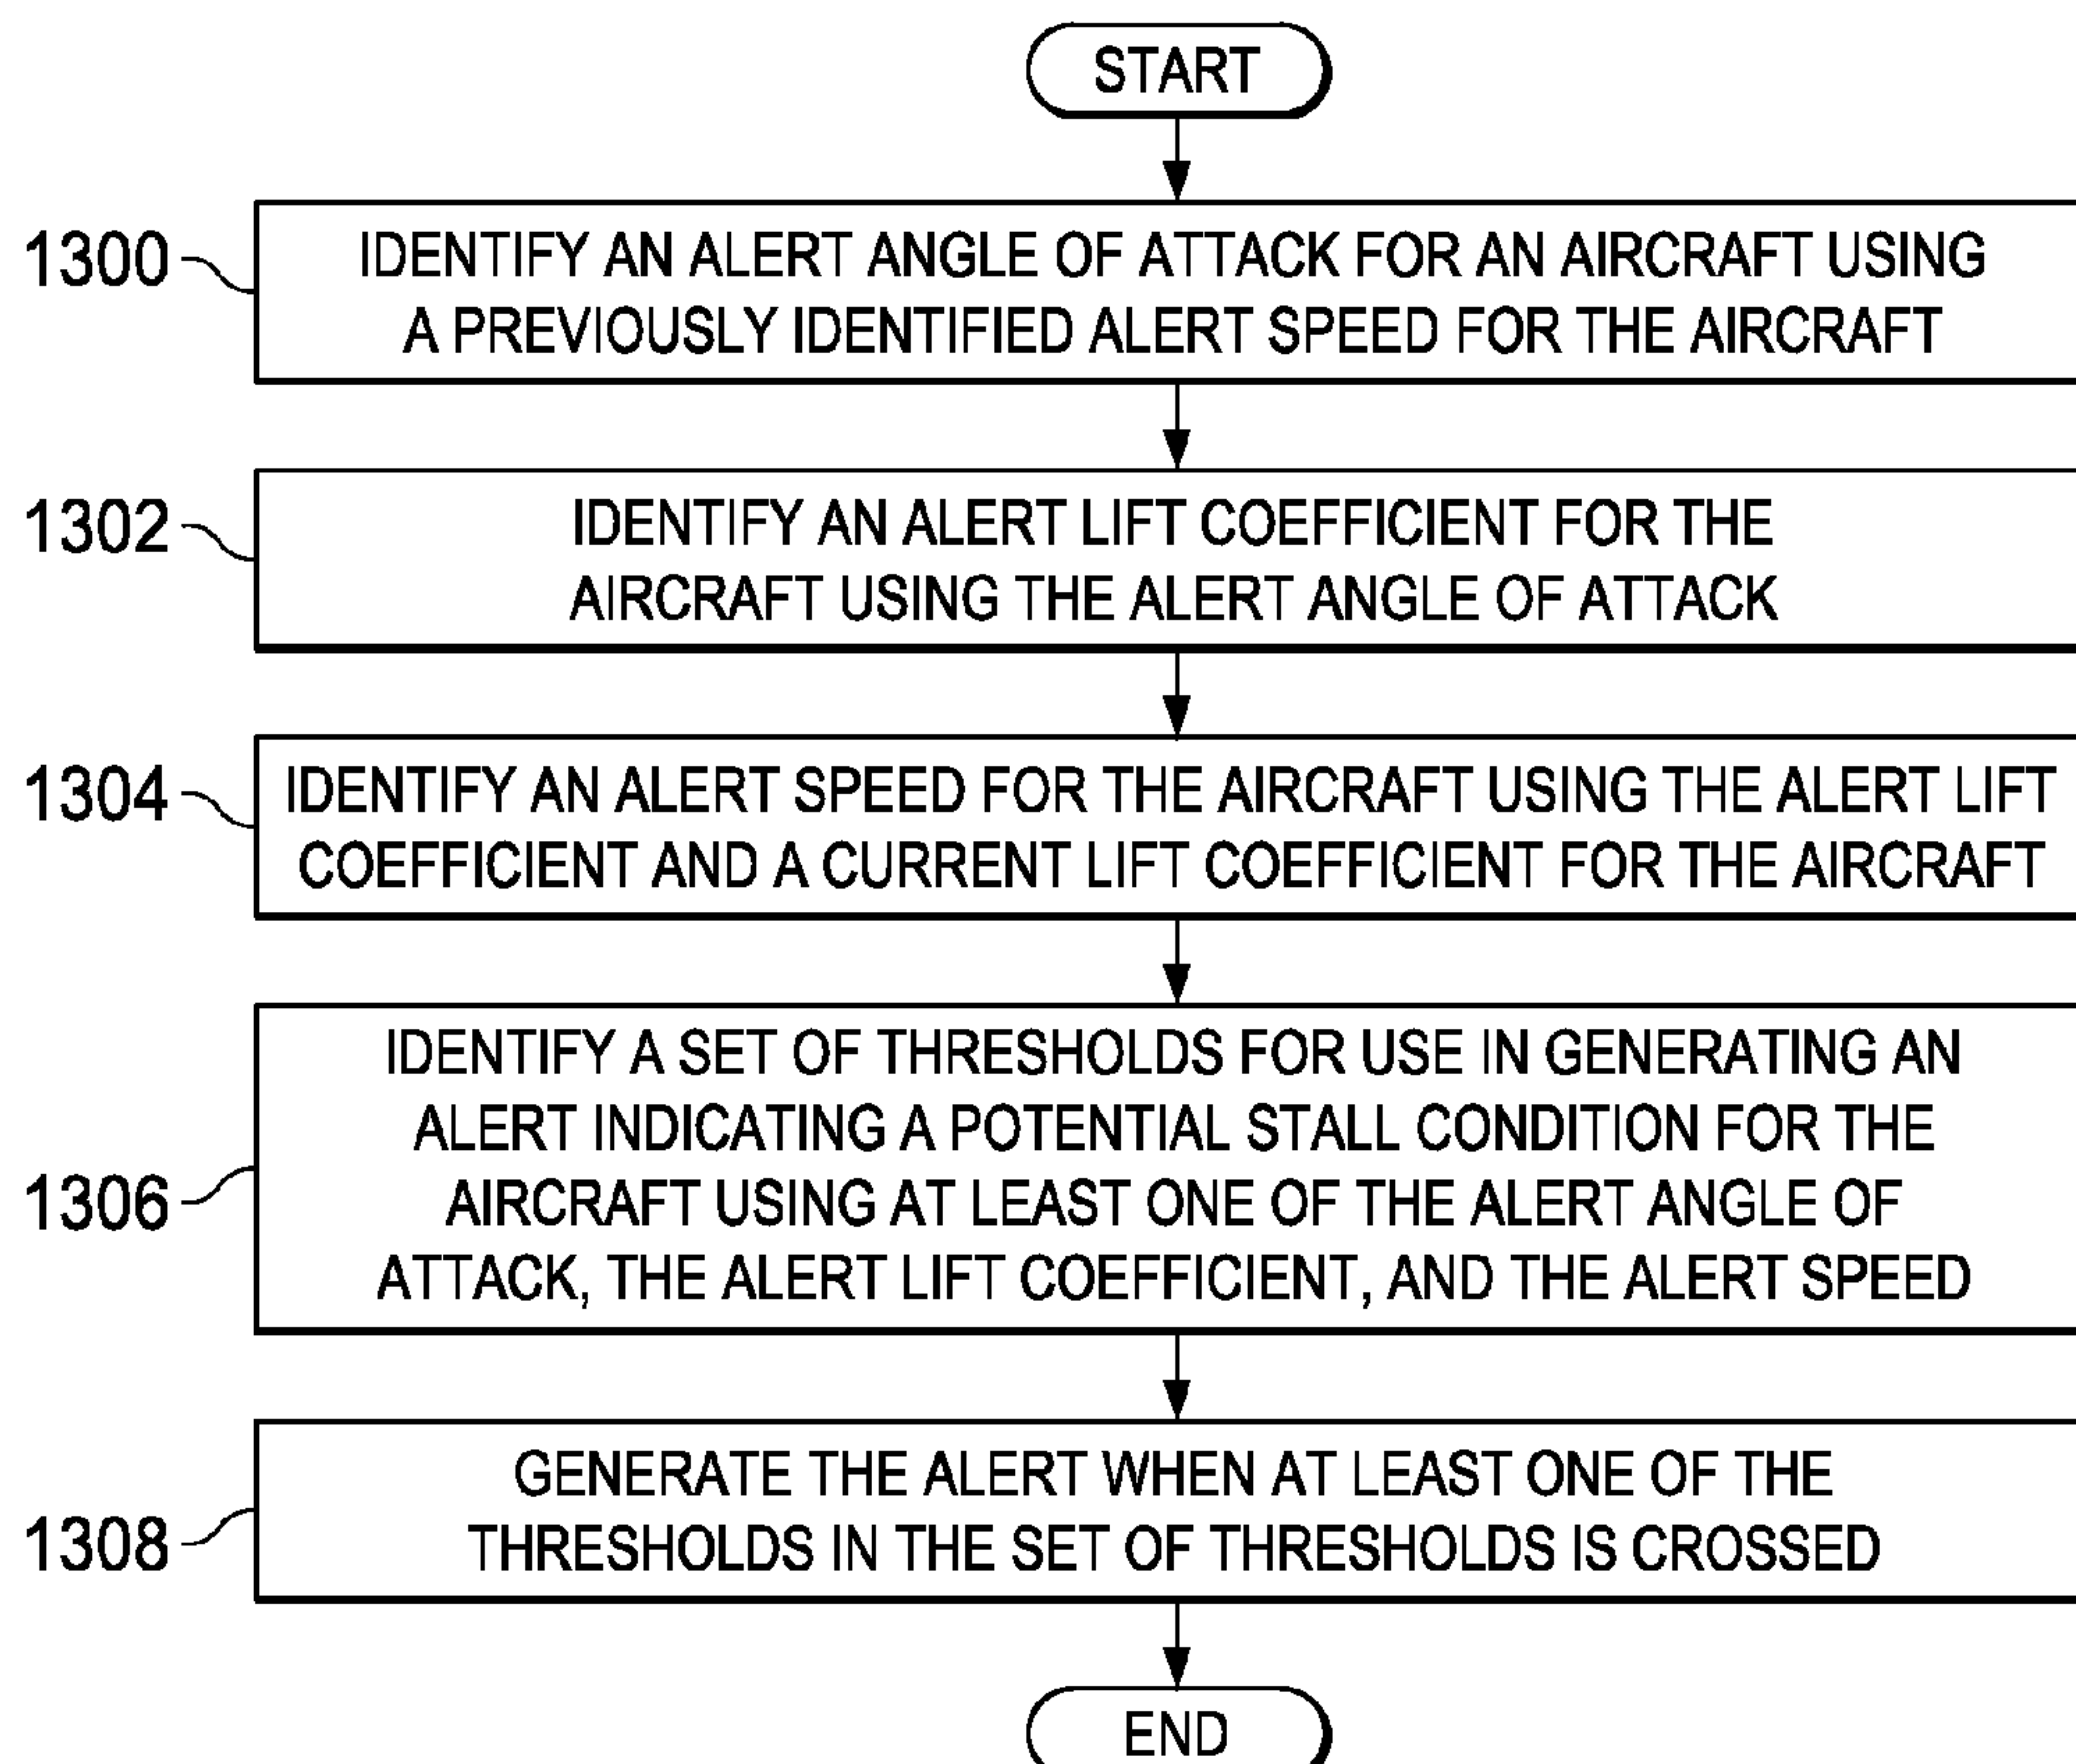 START
1300
IDENTIFY AN ALERT ANGLE OF ATTACK FOR AN AIRCRAFT USING
A PREVIOUSLY IDENTIFIED ALERT SPEED FOR THE AIRCRAFT
1302
IDENTIFY AN ALERT LIFT COEFFICIENT FOR THE
AIRCRAFT USING THE ALERT ANGLE OF ATTACK
1304
IDENTIFY AN ALERT SPEED FOR THE AIRCRAFT USING THE ALERT LIFT
COEFFICIENT AND A CURRENT LIFT COEFFICIENT FOR THE AIRCRAFT
1306
IDENTIFY A SET OF THRESHOLDS FOR USE IN GENERATING AN
ALERT INDICATING A POTENTIAL STALL CONDITION FOR THE
AIRCRAFT USING AT LEAST ONE OF THE ALERT ANGLE OF
ATTACK, THE ALERT LIFT COEFFICIENT, AND THE ALERT SPEED
1308
GENERATE THE ALERT WHEN AT LEAST ONE OF THE
THRESHOLDS IN THE SET OF THRESHOLDS IS CROSSED
END